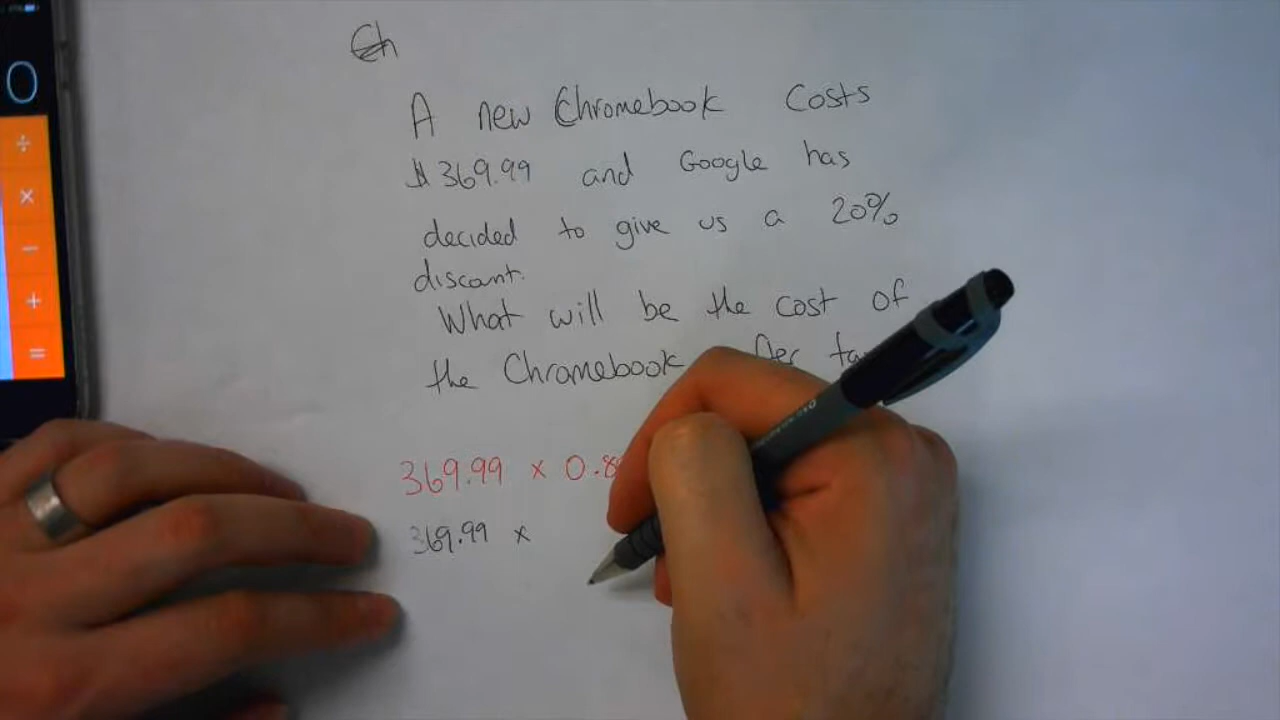 Ch
A new Chromebook Costs
$369.99 and Google has
decided to give us a 20%
discount.
What will be the cost of
the Chromebook
369.99 x 0.8
369.99 x
0
÷
×
−
+
=